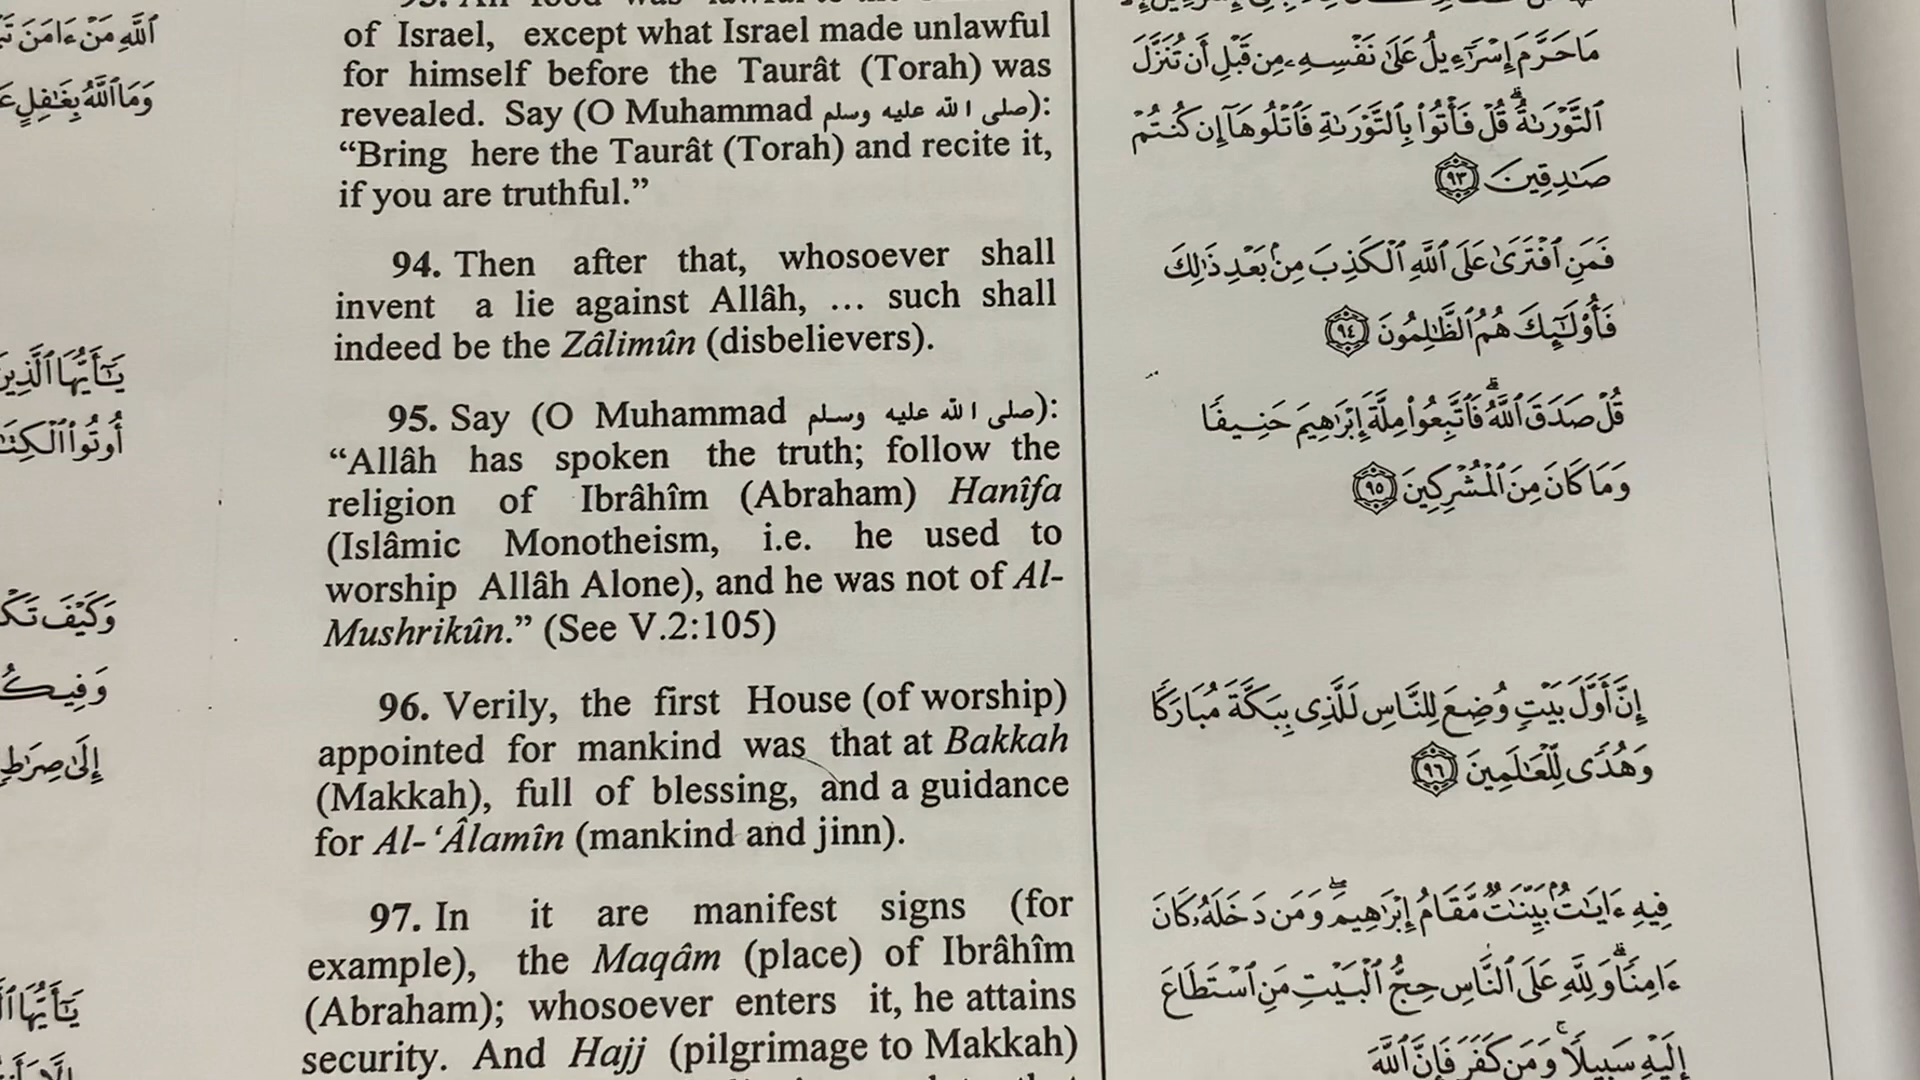 of Israel, except what Israel made unlawful
for himself before the Taurât (Torah) was
revealed. Say (O Muhammad صلى الله عليه وسلم):
“Bring here the Taurât (Torah) and recite it,
if you are truthful.”
94. Then after that, whosoever shall
invent a lie against Allâh, … such shall
indeed be the Zâlimûn (disbelievers).
95. Say (O Muhammad صلى الله عليه وسلم):
“Allâh has spoken the truth; follow the
religion of Ibrâhîm (Abraham) Hanîfa
(Islâmic Monotheism, i.e. he used to
worship Allâh Alone), and he was not of Al-
Mushrikûn.” (See V.2:105)
96. Verily, the first House (of worship)
appointed for mankind was that at Bakkah
(Makkah), full of blessing, and a guidance
for Al-‘Âlamîn (mankind and jinn).
97. In it are manifest signs (for
example), the Maqâm (place) of Ibrâhîm
(Abraham); whosoever enters it, he attains
security. And Hajj (pilgrimage to Makkah)
مَا حَرَّمَ إِسْرَٰٓءِيلُ عَلَىٰ نَفْسِهِۦ مِن قَبْلِ أَن تُنَزَّلَ
ٱلتَّوْرَىٰةُ ۗ قُلْ فَأْتُوا۟ بِٱلتَّوْرَىٰةِ فَٱتْلُوهَآ إِن كُنتُمْ
صَـٰدِقِينَ ٩٣
فَمَنِ ٱفْتَرَىٰ عَلَى ٱللَّهِ ٱلْكَذِبَ مِنۢ بَعْدِ ذَٰلِكَ
فَأُو۟لَـٰٓئِكَ هُمُ ٱلظَّـٰلِمُونَ ٩٤
قُلْ صَدَقَ ٱللَّهُ ۗ فَٱتَّبِعُوا۟ مِلَّةَ إِبْرَٰهِيمَ حَنِيفًا
وَمَا كَانَ مِنَ ٱلْمُشْرِكِينَ ٩٥
إِنَّ أَوَّلَ بَيْتٍ وُضِعَ لِلنَّاسِ لَلَّذِى بِبَكَّةَ مُبَارَكًا
وَهُدًى لِّلْعَـٰلَمِينَ ٩٦
فِيهِ ءَايَـٰتٌۢ بَيِّنَـٰتٌ مَّقَامُ إِبْرَٰهِيمَ ۖ وَمَن دَخَلَهُۥ كَانَ
ءَامِنًا ۗ وَلِلَّهِ عَلَى ٱلنَّاسِ حِجُّ ٱلْبَيْتِ مَنِ ٱسْتَطَاعَ
إِلَيْهِ سَبِيلًا ۚ وَمَن كَفَرَ فَإِنَّ ٱللَّهَ
ٱللَّهِ مَنْ ءَامَنَ
وَمَا ٱللَّهُ بِغَـٰفِلٍ
يَـٰٓأَيُّهَا ٱلَّذِينَ
أُوتُوا۟
وَكَيْفَ
إِلَىٰ صِرَٰطٍ
يَـٰٓأَيُّهَا